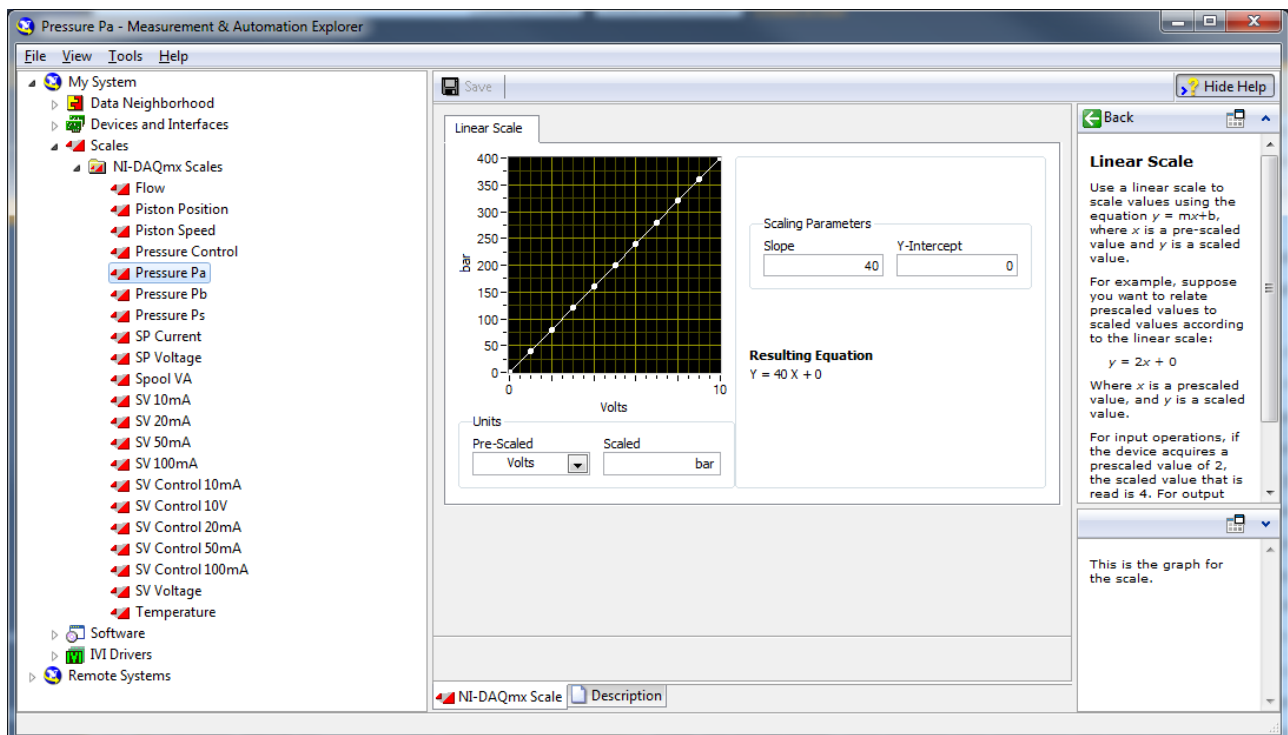 Pressure Pa - Measurement & Automation Explorer
File View Tools Help
My System
Data Neighborhood
Devices and Interfaces
Scales
NI-DAQmx Scales
Flow
Piston Position
Piston Speed
Pressure Control
Pressure Pa
Pressure Pb
Pressure Ps
SP Current
SP Voltage
Spool VA
SV 10mA
SV 20mA
SV 50mA
SV 100mA
SV Control 10mA
SV Control 10V
SV Control 20mA
SV Control 50mA
SV Control 100mA
SV Voltage
Temperature
Software
IVI Drivers
Remote Systems
Save
Hide Help
Linear Scale
400
350
300
250
200
150
100
50
0
bar
0 10
Volts
Units
Pre-Scaled Scaled
Volts bar
Scaling Parameters
Slope Y-Intercept
40 0
Resulting Equation
Y = 40 X + 0
NI-DAQmx Scale Description
Back
Linear Scale
Use a linear scale to
scale values using the
equation y = mx+b,
where x is a pre-scaled
value and y is a scaled
value.
For example, suppose
you want to relate
prescaled values to
scaled values according
to the linear scale:
y = 2x + 0
Where x is a prescaled
value, and y is a scaled
value.
For input operations, if
the device acquires a
prescaled value of 2,
the scaled value that is
read is 4. For output
This is the graph for
the scale.